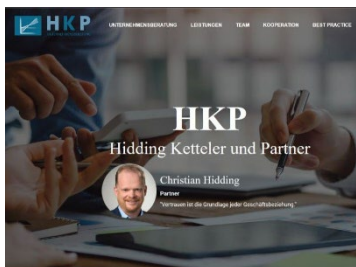 HKP
UNTERNEHMENSBERATUNG LEISTUNGEN TEAM KOOPERATION BEST PRACTICE
HKP
Hidding Ketteler und Partner
Christian Hidding
Partner
"Vertrauen ist die Grundlage jeder Geschäftsbeziehung."